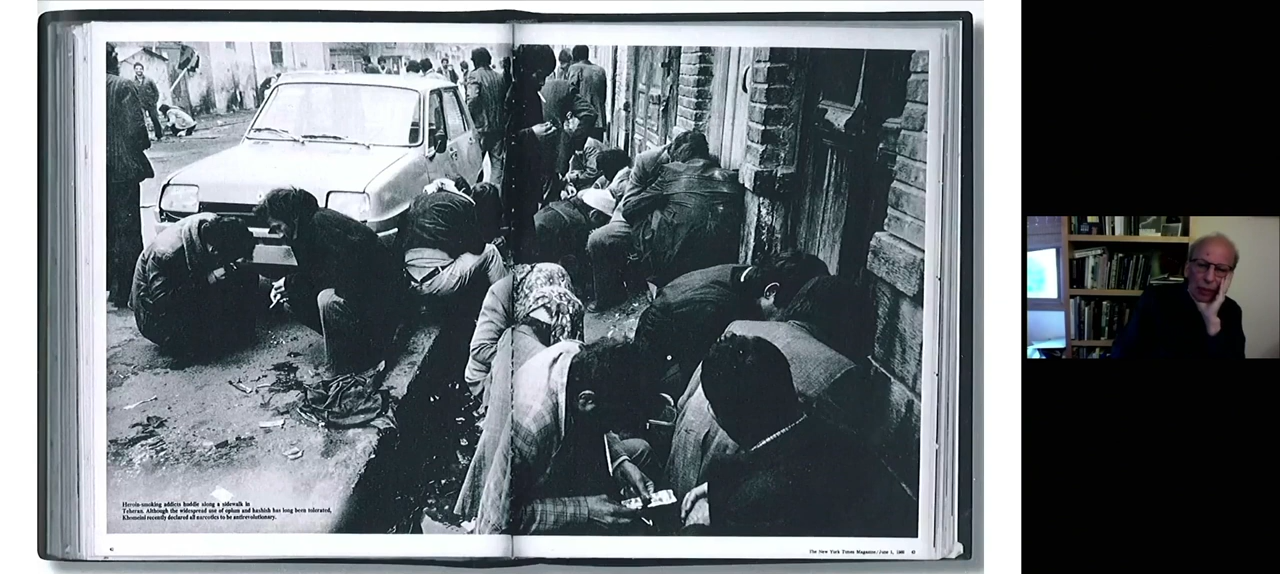 Heroin-smoking addicts huddle along a sidewalk in
Teheran. Although the widespread use of opium and hashish has long been tolerated,
Khomeini recently declared all narcotics to be antirevolutionary.
The New York Times Magazine/June 1, 1980